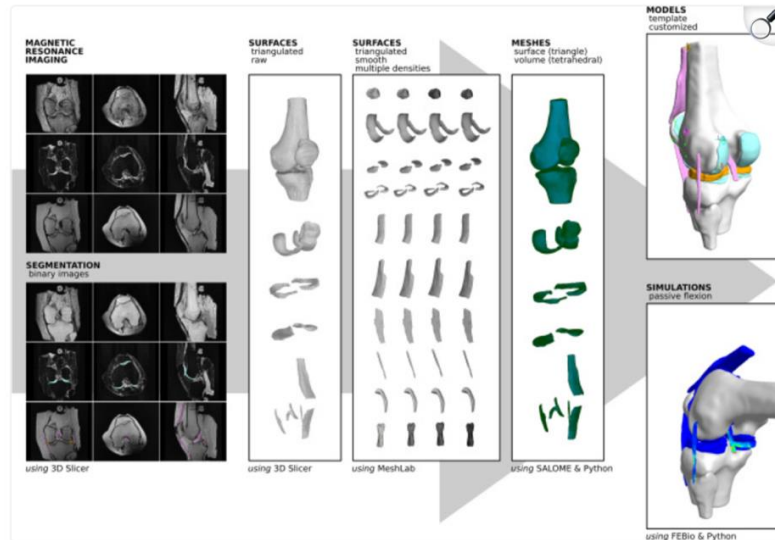 MAGNETIC
RESONANCE
IMAGING
SEGMENTATION
binary images
using 3D Slicer
SURFACES
triangulated
raw
using 3D Slicer
SURFACES
triangulated
smooth
multiple densities
using MeshLab
MESHES
surface (triangle)
volume (tetrahedral)
using SALOME & Python
MODELS
template
customized
SIMULATIONS
passive flexion
using FEBio & Python